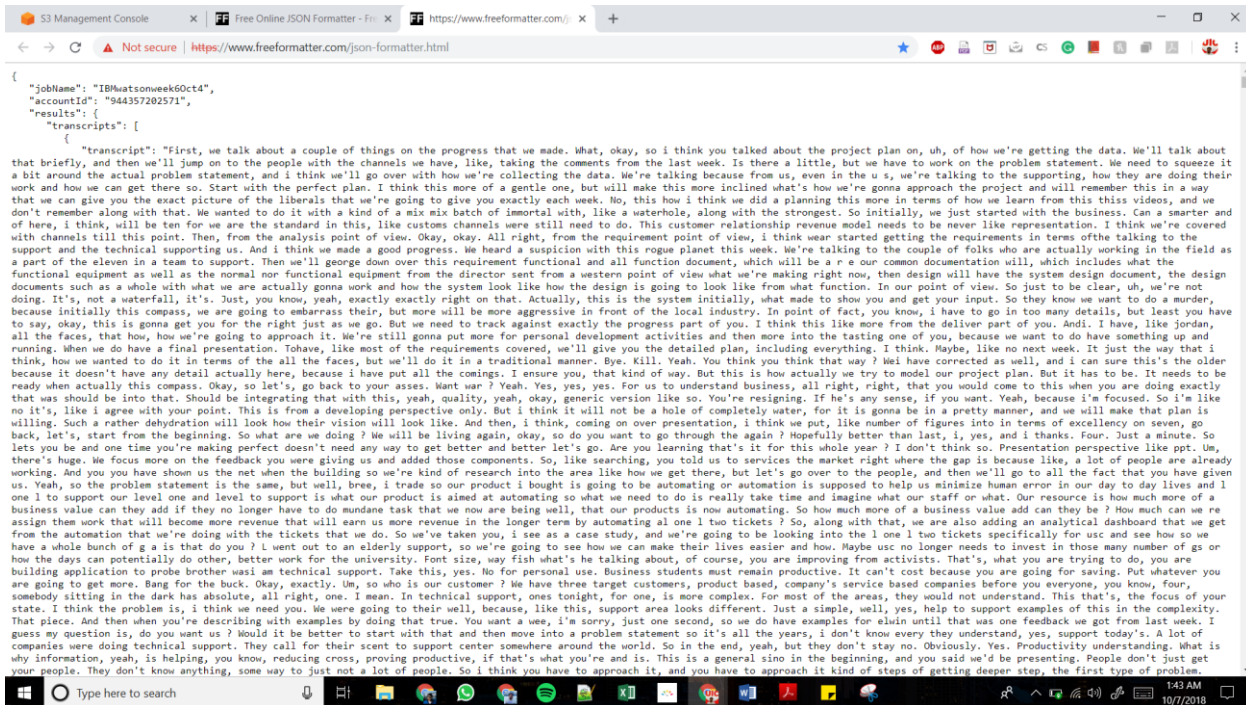 S3 Management Console
Free Online JSON Formatter - Fre
https://www.freeformatter.com/js
Not secure | https://www.freeformatter.com/json-formatter.html
{
"jobName": "IBMwatsonweek6Oct4",
"accountId": "944357202571",
"results": {
"transcripts": [
{
"transcript": "First, we talk about a couple of things on the progress that we made. What, okay, so i think you talked about the project plan on, uh, of how we're getting the data. We'll talk about
that briefly, and then we'll jump on to the people with the channels we have, like, taking the comments from the last week. Is there a little, but we have to work on the problem statement. We need to squeeze it
a bit around the actual problem statement, and i think we'll go over with how we're collecting the data. We're talking because from us, even in the u s, we're talking to the supporting, how they are doing their
work and how we can get there so. Start with the perfect plan. I think this more of a gentle one, but will make this more inclined what's how we're gonna approach the project and will remember this in a way
that we can give you the exact picture of the liberals that we're going to give you exactly each week. No, this how i think we did a planning this more in terms of how we learn from this thiss videos, and we
don't remember along with that. We wanted to do it with a kind of a mix mix batch of immortal with, like a waterhole, along with the strongest. So initially, we just started with the business. Can a smarter and
of here, i think, will be ten for we are the standard in this, like customs channels were still need to do. This customer relationship revenue model needs to be never like representation. I think we're covered
with channels till this point. Then, from the analysis point of view. Okay, okay. All right, from the requirement point of view, i think wear started getting the requirements in terms ofthe talking to the
support and the technical supporting us. And i think we made a good progress. We heard a suspicion with this rogue planet this week. We're talking to the couple of folks who are actually working in the field as
a part of the eleven in a team to support. Then we'll george down over this requirement functional and all function document, which will be a r e our common documentation will, which includes what the
functional equipment as well as the normal nor functional equipment from the director sent from a western point of view what we're making right now, then design will have the system design document, the design
documents such as a whole with what we are actually gonna work and how the system look like how the design is going to look like from what function. In our point of view. So just to be clear, uh, we're not
doing. It's, not a waterfall, it's. Just, you know, yeah, exactly exactly right on that. Actually, this is the system initially, what made to show you and get your input. So they know we want to do a murder,
because initially this compass, we are going to embarrass their, but more will be more aggressive in front of the local industry. In point of fact, you know, i have to go in too many details, but least you have
to say, okay, this is gonna get you for the right just as we go. But we need to track against exactly the progress part of you. I think this like more from the deliver part of you. Andi. I have, like jordan,
all the faces, that how, how we're going to approach it. We're still gonna put more for personal development activities and then more into the tasting one of you, because we want to do have something up and
running. When we do have a final presentation. Tohave, like most of the requirements covered, we'll give you the detailed plan, including everything. I think. Maybe, like no next week. It just the way that i
think, how we wanted to do it in terms of the all the faces, but we'll do it in a traditional manner. Bye. Kill. Yeah. You think you think that way ? Wei have corrected as well, and i can sure this's the older
because it doesn't have any detail actually here, because i have put all the comings. I ensure you, that kind of way. But this is how actually we try to model our project plan. But it has to be. It needs to be
ready when actually this compass. Okay, so let's, go back to your asses. Want war ? Yeah. Yes, yes, yes. For us to understand business, all right, right, that you would come to this when you are doing exactly
that was should be into that. Should be integrating that with this, yeah, quality, yeah, okay, generic version like so. You're resigning. If he's any sense, if you want. Yeah, because i'm focused. So i'm like
no it's, like i agree with your point. This is from a developing perspective only. But i think it will not be a hole of completely water, for it is gonna be in a pretty manner, and we will make that plan is
willing. Such a rather dehydration will look how their vision will look like. And then, i think, coming on over presentation, i think we put, like number of figures into in terms of excellency on seven, go
back, let's, start from the beginning. So what are we doing ? We will be living again, okay, so do you want to go through the again ? Hopefully better than last, i, yes, and i thanks. Four. Just a minute. So
lets you be and one time you're making perfect doesn't need any way to get better and better let's go. Are you learning that's it for this whole year ? I don't think so. Presentation perspective like ppt. Um,
there's huge. We focus more on the feedback you were giving us and added those components. So, like searching, you told us to services the market right where the gap is because like, a lot of people are already
working. And you you have shown us the met when the building so we're kind of research into the area like how we get there, but let's go over to the people, and then we'll go to all the fact that you have given
us. Yeah, so the problem statement is the same, but well, bree, i trade so our product i bought is going to be automating or automation is supposed to help us minimize human error in our day to day lives and l
one l to support our level one and level to support is what our product is aimed at automating so what we need to do is really take time and imagine what our staff or what. Our resource is how much more of a
business value can they add if they no longer have to do mundane task that we now are being well, that our products is now automating. So how much more of a business value add can they be ? How much can we re
assign them work that will become more revenue that will earn us more revenue in the longer term by automating al one l two tickets ? So, along with that, we are also adding an analytical dashboard that we get
from the automation that we're doing with the tickets that we do. So we've taken you, i see as a case study, and we're going to be looking into the l one l two tickets specifically for usc and see how so we
have a whole bunch of g a is that do you ? L went out to an elderly support, so we're going to see how we can make their lives easier and how. Maybe usc no longer needs to invest in those many number of gs or
how the days can potentially do other, better work for the university. Font size, way fish what's he talking about, of course, you are improving from activists. That's, what you are trying to do, you are
building application to probe brother wasi am technical support. Take this, yes. No for personal use. Business students must remain productive. It can't cost because you are going for saving. Put whatever you
are going to get more. Bang for the buck. Okay, exactly. Um, so who is our customer ? We have three target customers, product based, company's service based companies before you everyone, you know, four,
somebody sitting in the dark has absolute, all right, one. I mean. In technical support, ones tonight, for one, is more complex. For most of the areas, they would not understand. This that's, the focus of your
state. I think the problem is, i think we need you. We were going to their well, because, like this, support area looks different. Just a simple, well, yes, help to support examples of this in the complexity.
That piece. And then when you're describing with examples by doing that true. You want a wee, i'm sorry, just one second, so we do have examples for elwin until that was one feedback we got from last week. I
guess my question is, do you want us ? Would it be better to start with that and then move into a problem statement so it's all the years, i don't know every they understand, yes, support today's. A lot of
companies were doing technical support. They call for their scent to support center somewhere around the world. So in the end, yeah, but they don't stay no. Obviously. Yes. Productivity understanding. What is
why information, yeah, is helping, you know, reducing cross, proving productive, if that's what you're and is. This is a general sino in the beginning, and you said we'd be presenting. People don't just get
your people. They don't know anything, some way to just not a lot of people. So i think you have to approach it, and you have to approach it kind of steps of getting deeper step, the first type of problem.
Type here to search
1:43 AM
10/7/2018